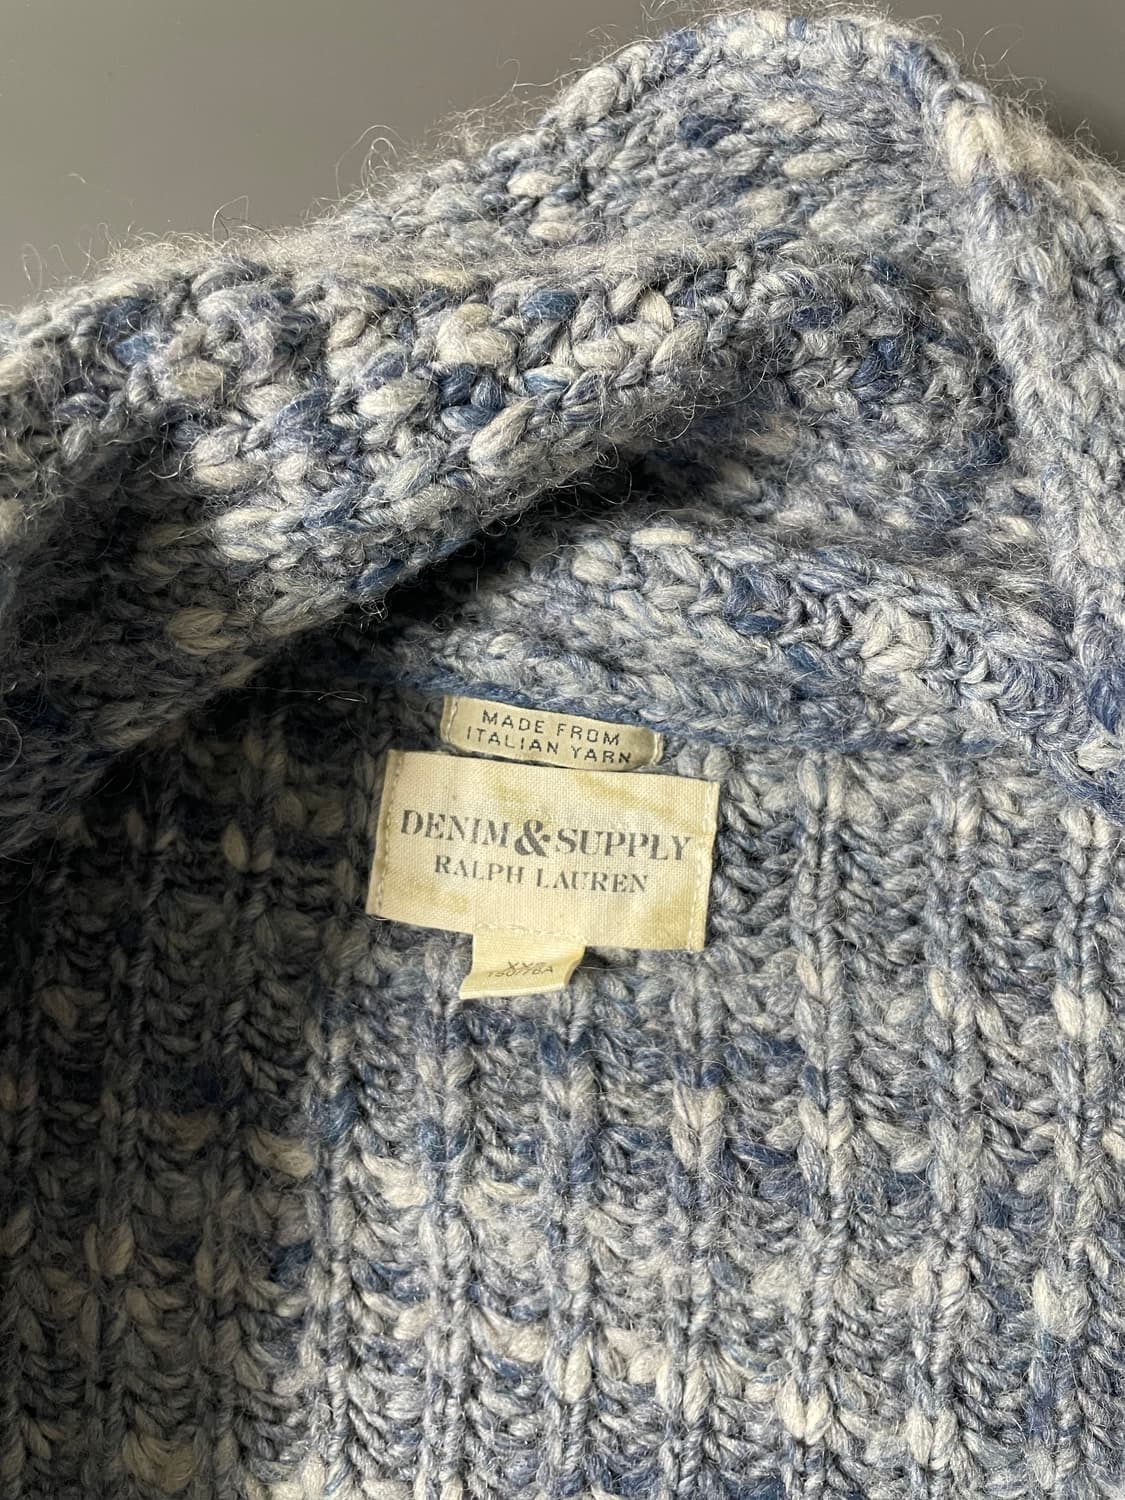 MADE FROM
ITALIAN YARN
DENIM & SUPPLY
RALPH LAUREN